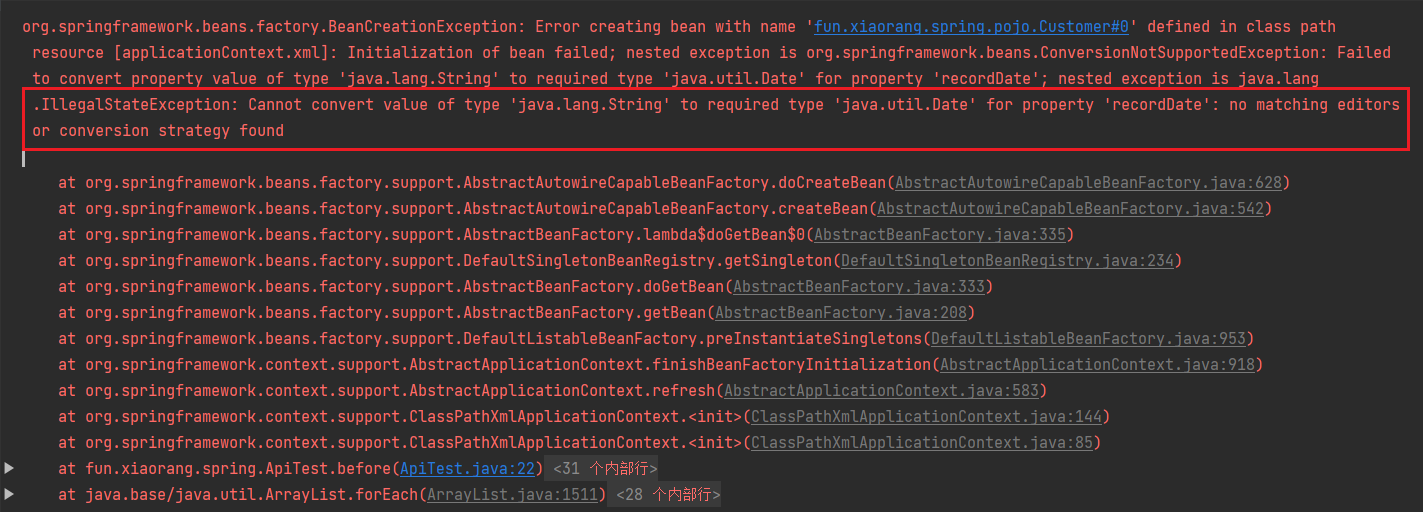 org.springframework.beans.factory.BeanCreationException: Error creating bean with name 'fun.xiaorang.spring.pojo.Customer#0' defined in class path
resource [applicationContext.xml]: Initialization of bean failed; nested exception is org.springframework.beans.ConversionNotSupportedException: Failed
to convert property value of type 'java.lang.String' to required type 'java.util.Date' for property 'recordDate'; nested exception is java.lang
.IllegalStateException: Cannot convert value of type 'java.lang.String' to required type 'java.util.Date' for property 'recordDate': no matching editors
or conversion strategy found
at org.springframework.beans.factory.support.AbstractAutowireCapableBeanFactory.doCreateBean(AbstractAutowireCapableBeanFactory.java:628)
at org.springframework.beans.factory.support.AbstractAutowireCapableBeanFactory.createBean(AbstractAutowireCapableBeanFactory.java:542)
at org.springframework.beans.factory.support.AbstractBeanFactory.lambda$doGetBean$0(AbstractBeanFactory.java:335)
at org.springframework.beans.factory.support.DefaultSingletonBeanRegistry.getSingleton(DefaultSingletonBeanRegistry.java:234)
at org.springframework.beans.factory.support.AbstractBeanFactory.doGetBean(AbstractBeanFactory.java:333)
at org.springframework.beans.factory.support.AbstractBeanFactory.getBean(AbstractBeanFactory.java:208)
at org.springframework.beans.factory.support.DefaultListableBeanFactory.preInstantiateSingletons(DefaultListableBeanFactory.java:953)
at org.springframework.context.support.AbstractApplicationContext.finishBeanFactoryInitialization(AbstractApplicationContext.java:918)
at org.springframework.context.support.AbstractApplicationContext.refresh(AbstractApplicationContext.java:583)
at org.springframework.context.support.ClassPathXmlApplicationContext.<init>(ClassPathXmlApplicationContext.java:144)
at org.springframework.context.support.ClassPathXmlApplicationContext.<init>(ClassPathXmlApplicationContext.java:85)
at fun.xiaorang.spring.ApiTest.before(ApiTest.java:22) <31 个内部行>
at java.base/java.util.ArrayList.forEach(ArrayList.java:1511) <28 个内部行>